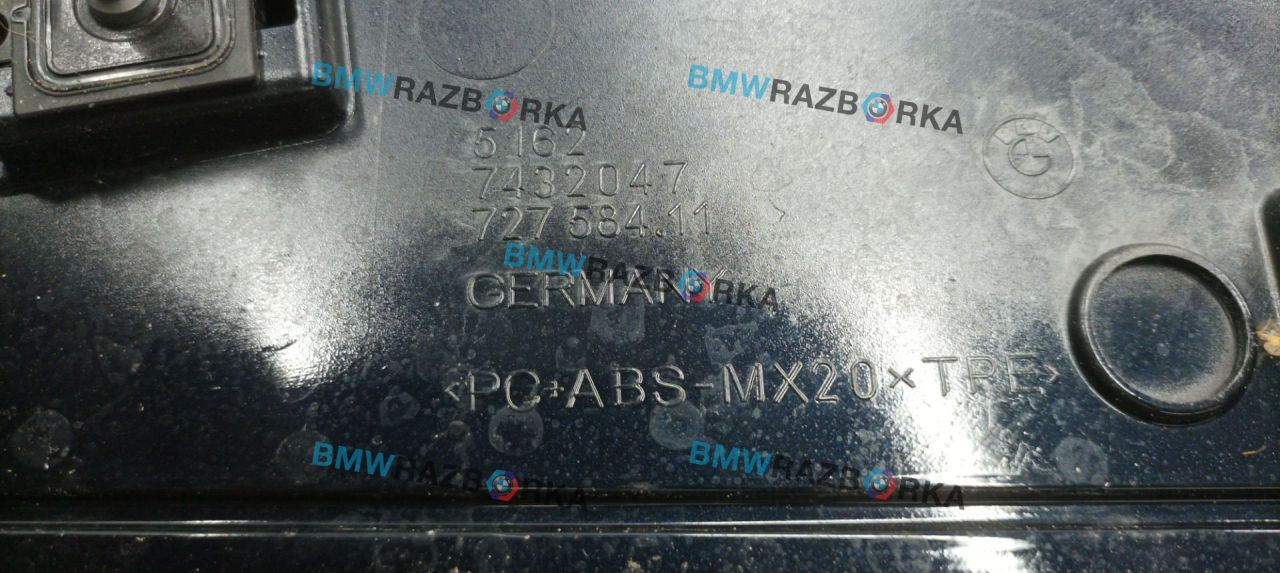 BMWRAZBORKA
BMWRAZBORKA
5162
7432047
727 584.11
BMWRAZBORKA
GERMANY
<PC+ABS-MX20×TPE>
BMWRAZBORKA
BMWRAZBORKA